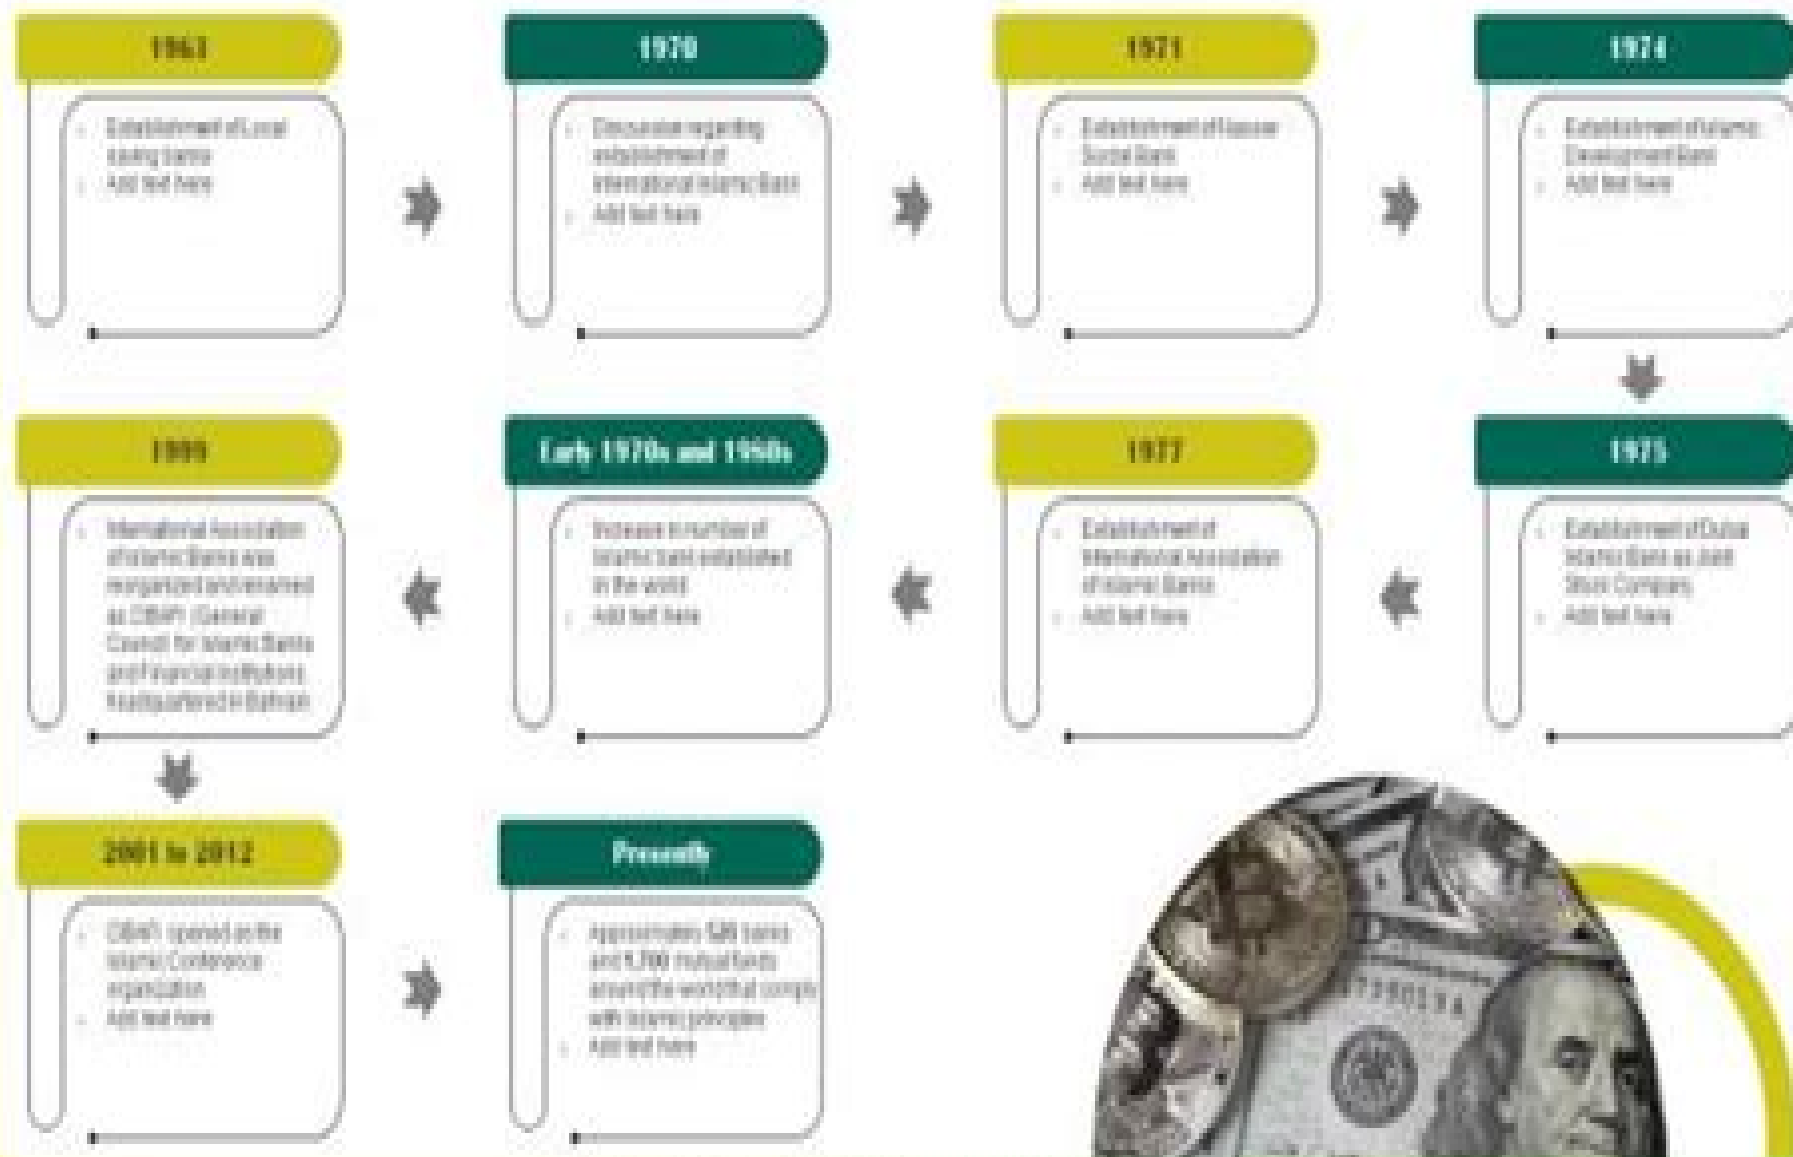 1963
Establishment of Local
saving banks
Add text here
1970
Discussion regarding
establishment of
International Islamic Bank
Add text here
1971
Establishment of Nasser
Social Bank
Add text here
1974
Establishment of Islamic
Development Bank
Add text here
1975
Establishment of Dubai
Islamic Bank as Joint
Stock Company
Add text here
1977
Establishment of
International Association
of Islamic Banks
Add text here
Early 1970s and 1960s
Increase in number of
Islamic bank established
in the world
Add text here
1999
International Association
of Islamic Banks was
reorganized and renamed
as CIBAFI (General
Council for Islamic Banks
and Financial Institutions
headquartered in Bahrain
2001 to 2012
CIBAFI opened as the
Islamic Conference
organization
Add text here
Presently
Approximately banks
and 1,700 mutual funds
around the world that comply
with Islamic principles
Add text here